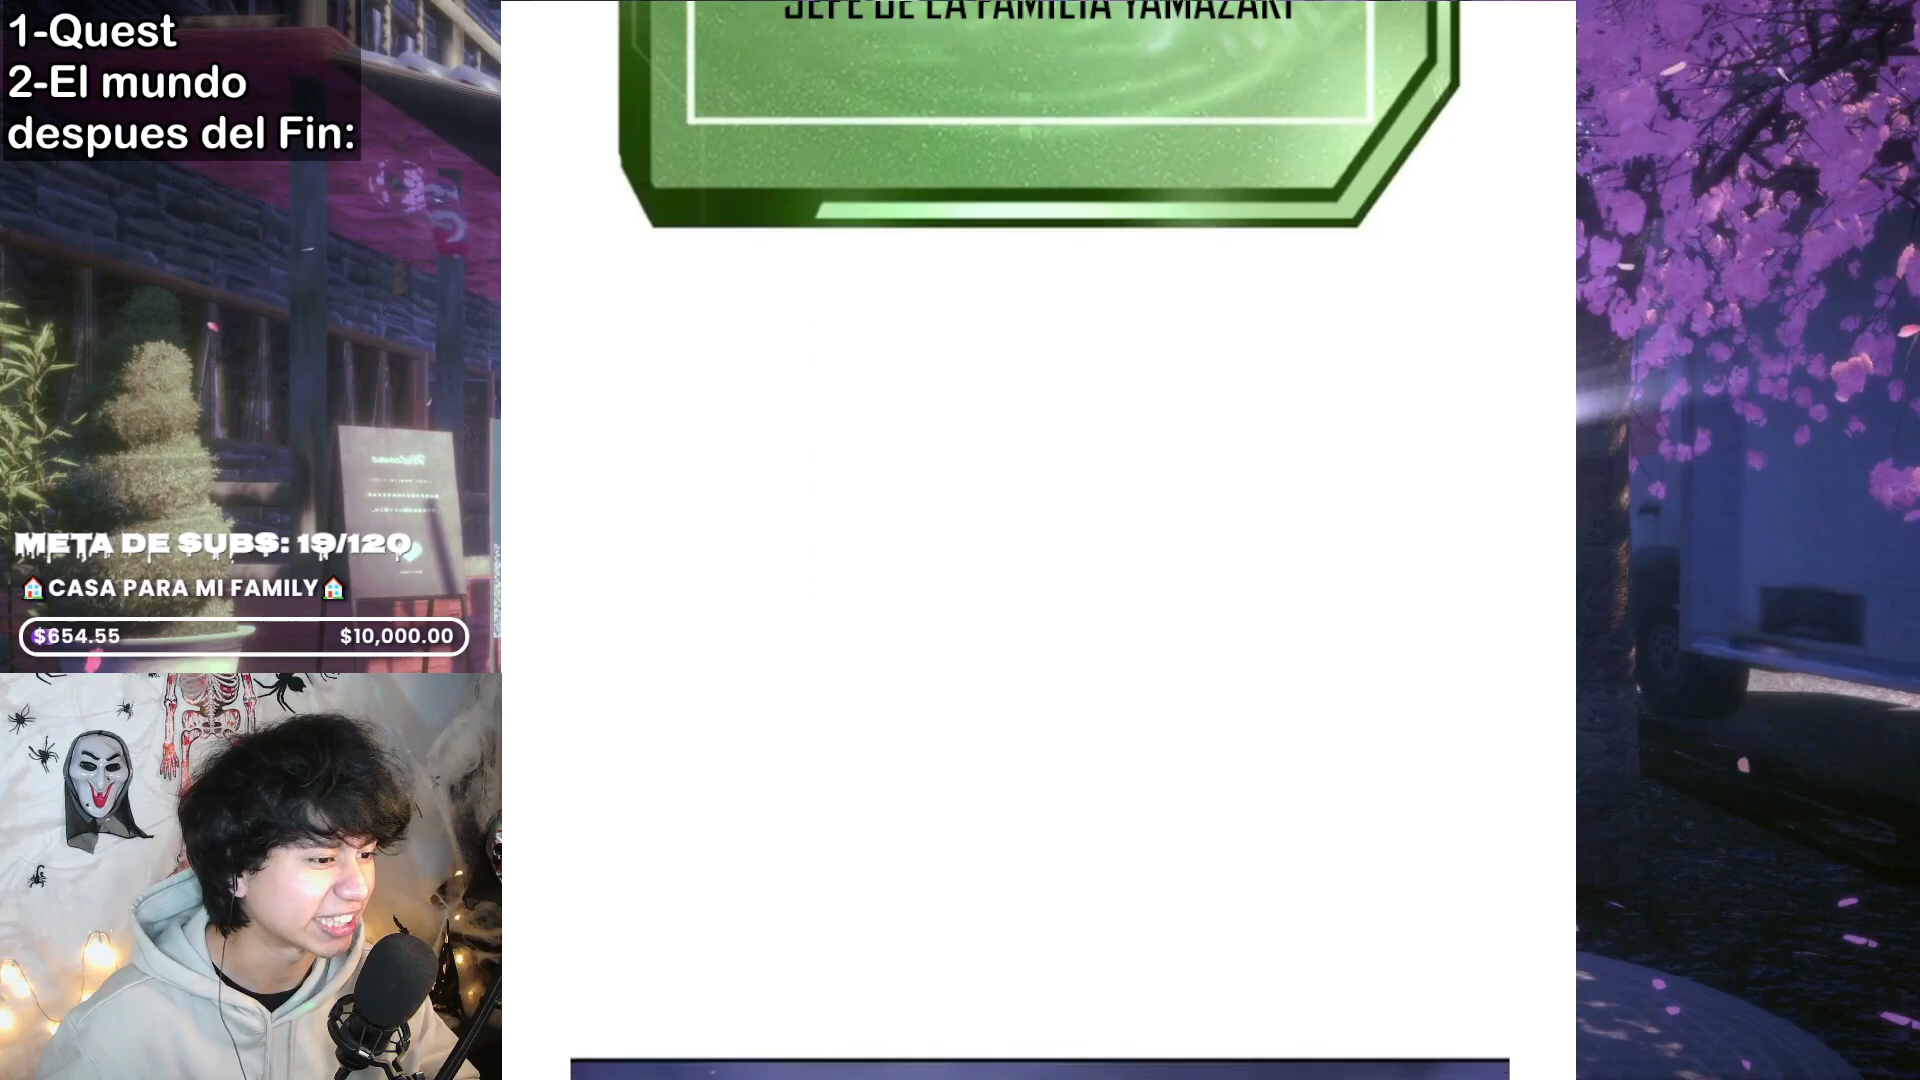 1-Quest
2-El mundo
despues del Fin:
JEFE DE LA FAMILIA YAMAZAKI
META DE SUBS: 19/120
🏠CASA PARA MI FAMILY🏠
$654.55 $10,000.00
Welcome